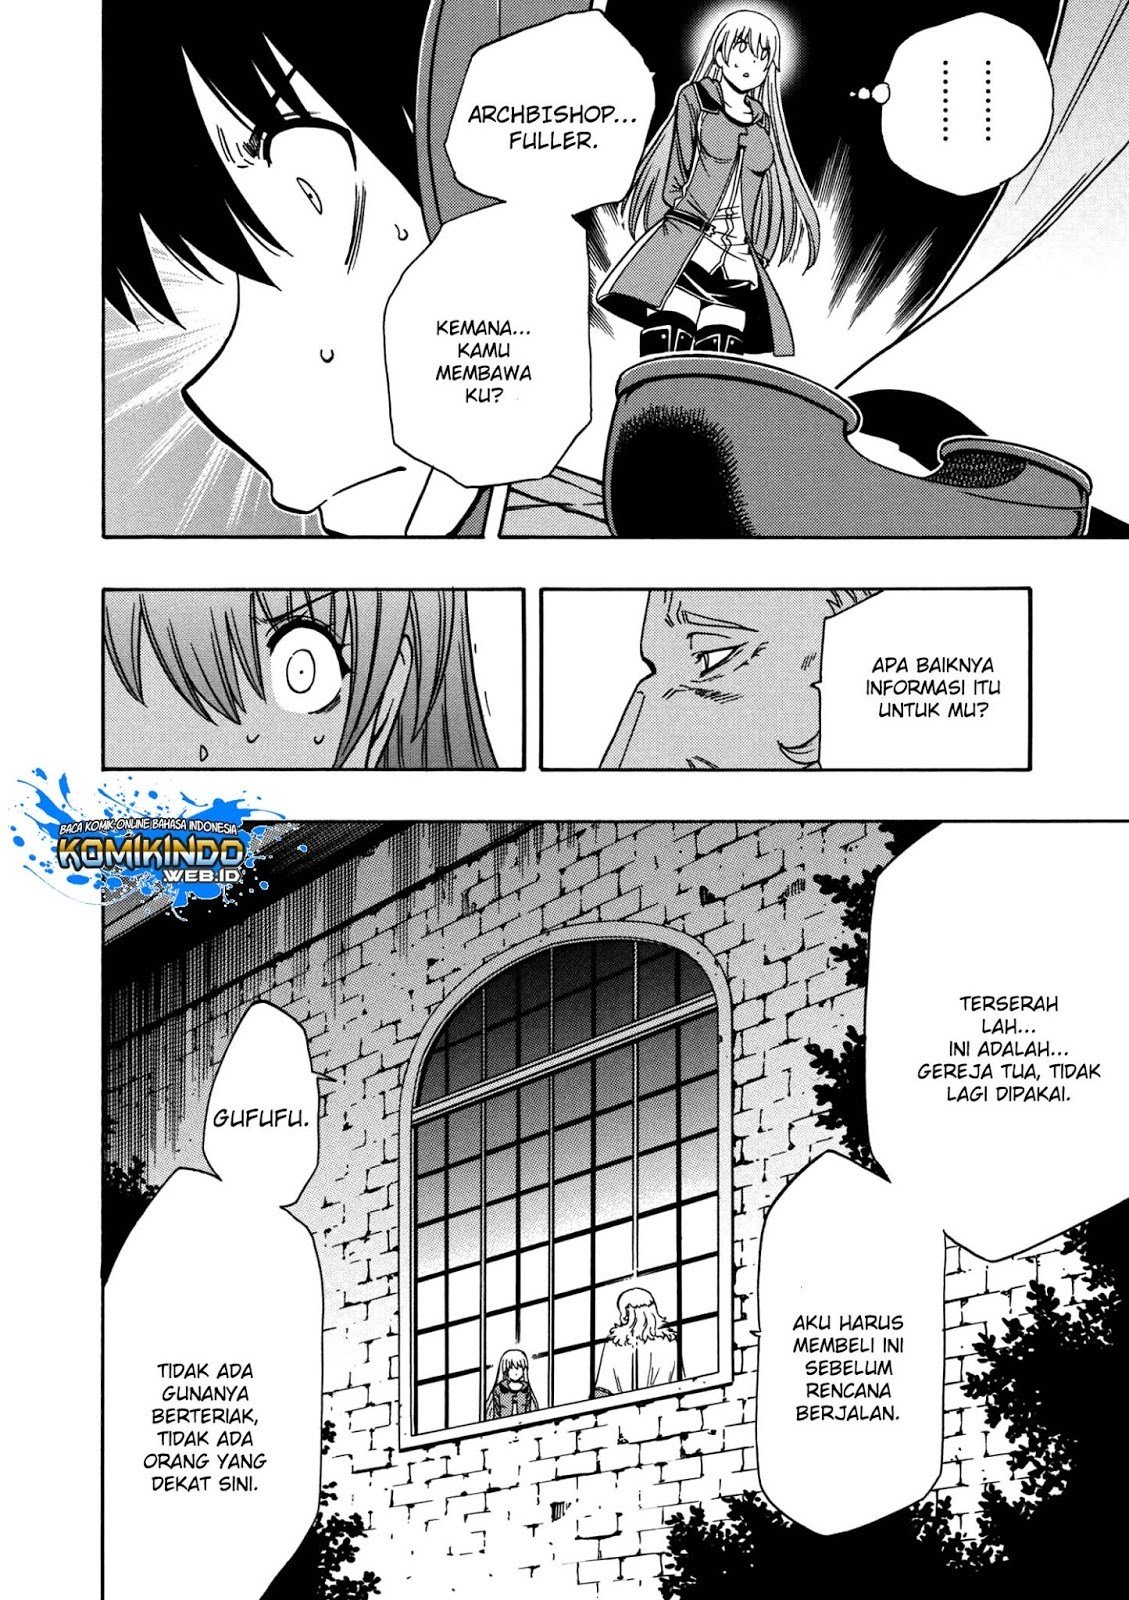 .........
.........
ARCHBISHOP...
FULLER.
KEMANA...
KAMU
MEMBAWA
KU?
APA BAIKNYA
INFORMASI ITU
UNTUK MU?
BACA KOMIK ONLINE BAHASA INDONESIA
KOMIKINDO
WEB.ID
TERSERAH
LAH...
INI ADALAH...
GEREJA TUA, TIDAK
LAGI DIPAKAI.
AKU HARUS
MEMBELI INI
SEBELUM
RENCANA
BERJALAN.
GUFUFU.
TIDAK ADA
GUNANYA
BERTERIAK,
TIDAK ADA
ORANG YANG
DEKAT SINI.